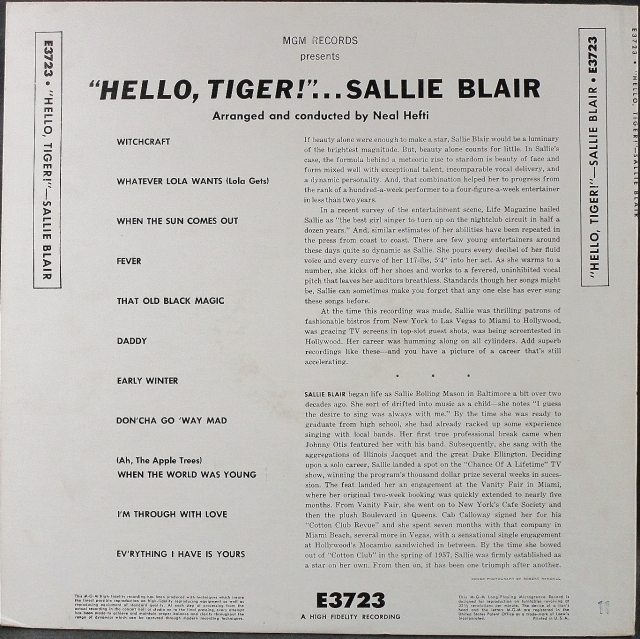 MGM RECORDS
presents
"HELLO, TIGER!"... SALLIE BLAIR
Arranged and conducted by Neal Hefti
E3723 • "HELLO, TIGER!"—SALLIE BLAIR
WITCHCRAFT
WHATEVER LOLA WANTS (Lola Gets)
WHEN THE SUN COMES OUT
FEVER
THAT OLD BLACK MAGIC
DADDY
EARLY WINTER
DON'CHA GO 'WAY MAD
(Ah, The Apple Trees)
WHEN THE WORLD WAS YOUNG
I'M THROUGH WITH LOVE
EV'RYTHING I HAVE IS YOURS
If beauty alone were enough to make a star, Sallie Blair would be a luminary
of the brightest magnitude. But, beauty alone counts for little. In Sallie's
case, the formula behind a meteoric rise to stardom is beauty of face and
form mixed well with exceptional talent, incomparable vocal delivery, and
a dynamic personality. And, that combination helped her to progress from
the rank of a hundred-a-week performer to a four-figure-a-week entertainer
in less than two years.
In a recent survey of the entertainment scene, Life Magazine hailed
Sallie as "the best girl singer to turn up on the nightclub circuit in half a
dozen years." And, similar estimates of her abilities have been repeated in
the press from coast to coast. There are few young entertainers around
these days quite so dynamic as Sallie. She pours every decibel of her fluid
voice and every curve of her 117-lbs, 5'4" into her act. As she warms to a
number, she kicks off her shoes and works to a fevered, uninhibited vocal
pitch that leaves her auditors breathless. Standards though her songs might
be, Sallie can sometimes make you forget that any one else has ever sung
these songs before.
At the time this recording was made, Sallie was thrilling patrons of
fashionable bistros from New York to Las Vegas to Miami to Hollywood,
was gracing TV screens in top-slot guest shots, was being screentested in
Hollywood. Her career was humming along on all cylinders. Add superb
recordings like these—and you have a picture of a career that's still
accelerating.
* * *
SALLIE BLAIR began life as Sallie Bolling Mason in Baltimore a bit over two
decades ago. She sort of drifted into music as a child—she notes "I guess
the desire to sing was always with me." By the time she was ready to
graduate from high school, she had already racked up some experience
singing with local bands. Her first true professional break came when
Johnny Otis featured her with his band. Subsequently, she sang with the
aggregations of Illinois Jacquet and the great Duke Ellington. Deciding
upon a solo career, Sallie landed a spot on the "Chance Of A Lifetime" TV
show, winning the program's thousand dollar prize several weeks in succes-
sion. The feat landed her an engagement at the Vanity Fair in Miami,
where her original two-week booking was quickly extended to nearly five
months. From Vanity Fair, she went on to New York's Cafe Society and
then the plush Boulevard in Queens. Cab Calloway signed her for his
"Cotton Club Revue" and she spent seven months with that company in
Miami Beach, several more in Vegas, with a sensational single engagement
at Hollywood's Mocambo sandwiched in between. By the time she bowed
out of "Cotton Club" in the spring of 1957, Sallie was firmly established as
a star on her own. From then on, it has been one triumph after another.
E3723
A HIGH FIDELITY RECORDING
Printed in U.S.A.
11
"HELLO, TIGER!"—SALLIE BLAIR • E3723
E3723 • "HELLO, TIGER!"—SALLIE BLAIR